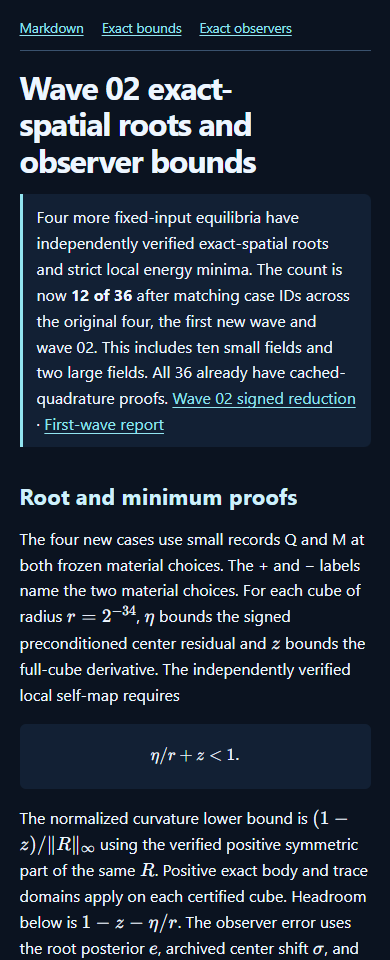 Markdown Exact bounds Exact observers
Wave 02 exact-
spatial roots and
observer bounds
Four more fixed-input equilibria have
independently verified exact-spatial roots
and strict local energy minima. The count is
now 12 of 36 after matching case IDs across
the original four, the first new wave and
wave 02. This includes ten small fields and
two large fields. All 36 already have cached-
quadrature proofs. Wave 02 signed reduction
· First-wave report
Root and minimum proofs
The four new cases use small records Q and M at
both frozen material choices. The + and − labels
name the two material choices. For each cube of
radius r = 2⁻³⁴, η bounds the signed
preconditioned center residual and z bounds the
full-cube derivative. The independently verified
local self-map requires
η/r + z < 1.
The normalized curvature lower bound is (1 −
z)/‖R‖∞ using the verified positive symmetric
part of the same R. Positive exact body and trace
domains apply on each certified cube. Headroom
below is 1 − z − η/r. The observer error uses
the root posterior e, archived center shift σ, and